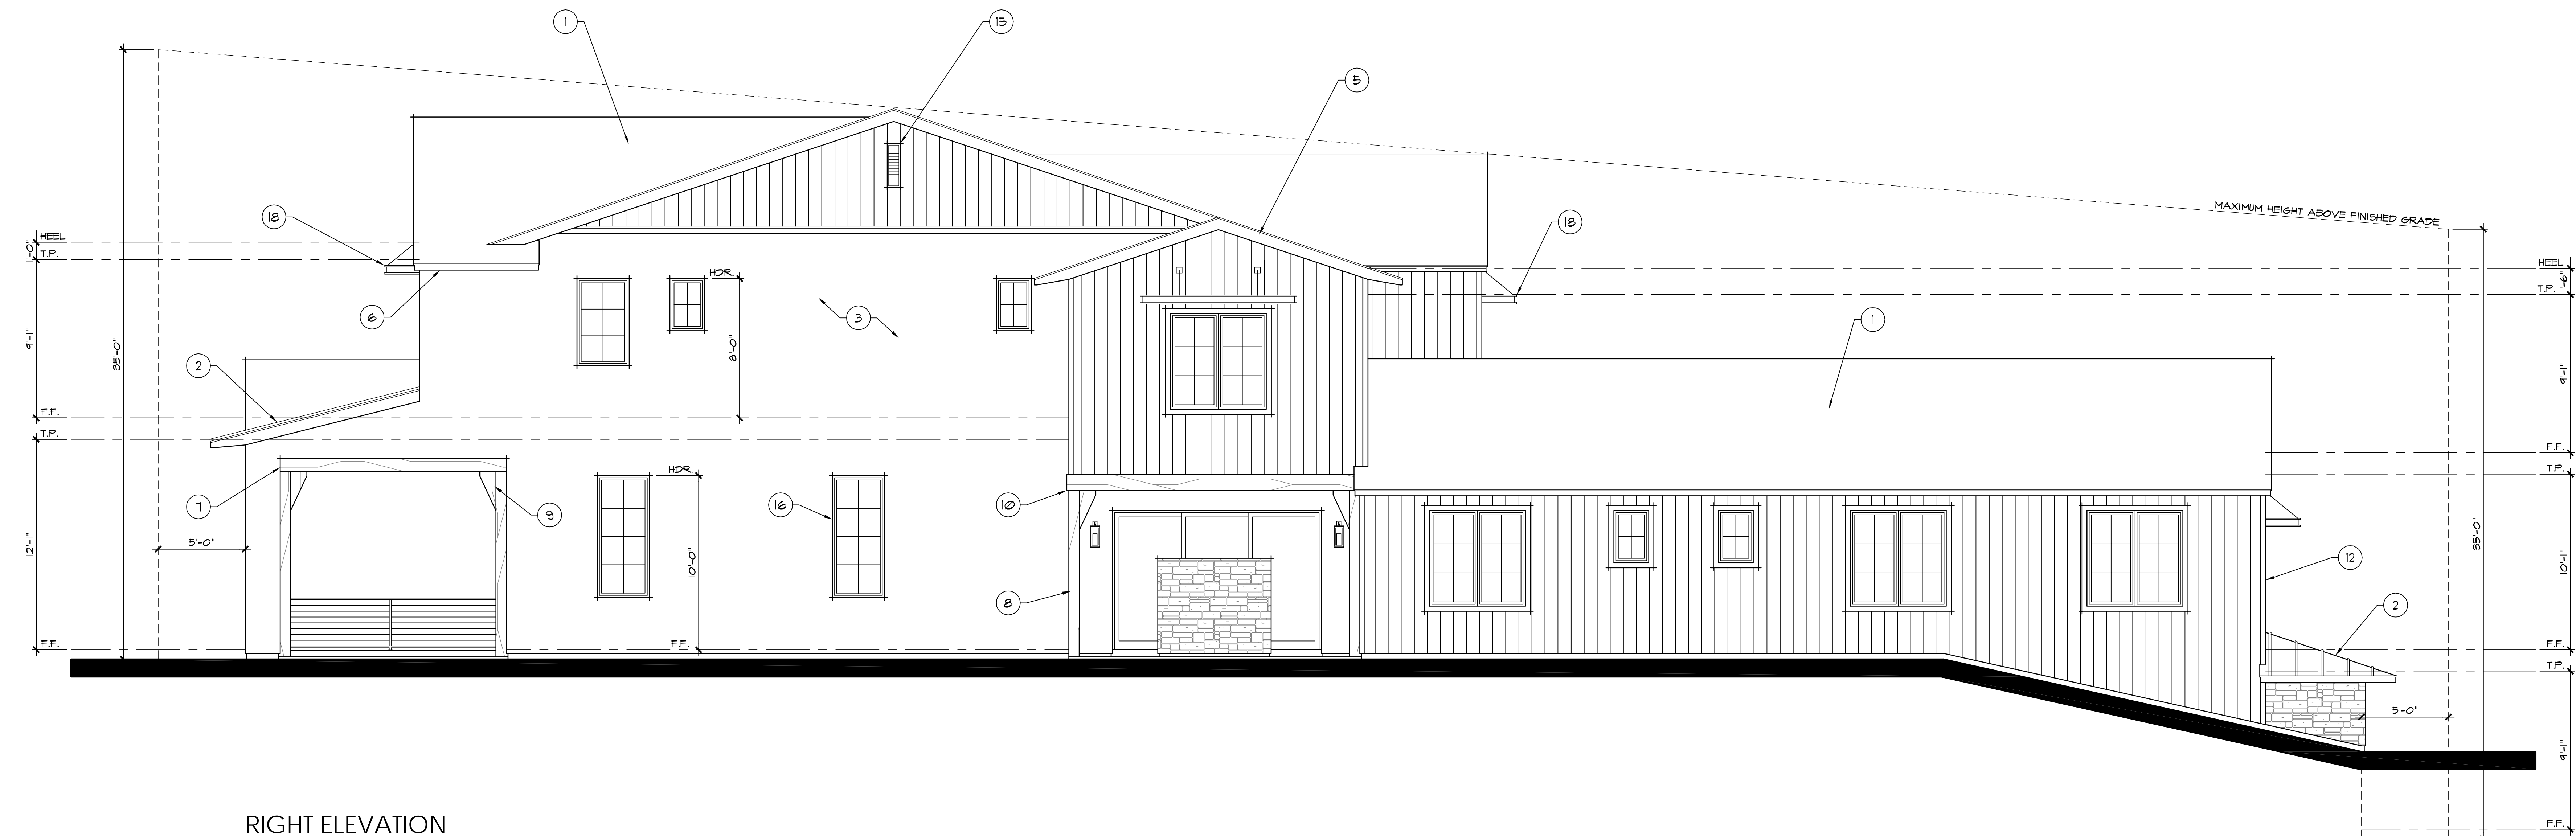 1
15
5
18
HEEL
1'-0"
T.P.
35'-0"
9'-1"
6
HDR.
3
8'-0"
2
F.F.
T.P.
7
9
HDR.
16
10
10'-0"
5'-0"
12'-1"
8
F.F.
F.F.
MAXIMUM HEIGHT ABOVE FINISHED GRADE
18
HEEL
1'-6"
T.P.
1
9'-1"
F.F.
T.P.
35'-0"
10'-1"
12
2
F.F.
T.P.
5'-0"
9'-1"
F.F.
RIGHT ELEVATION